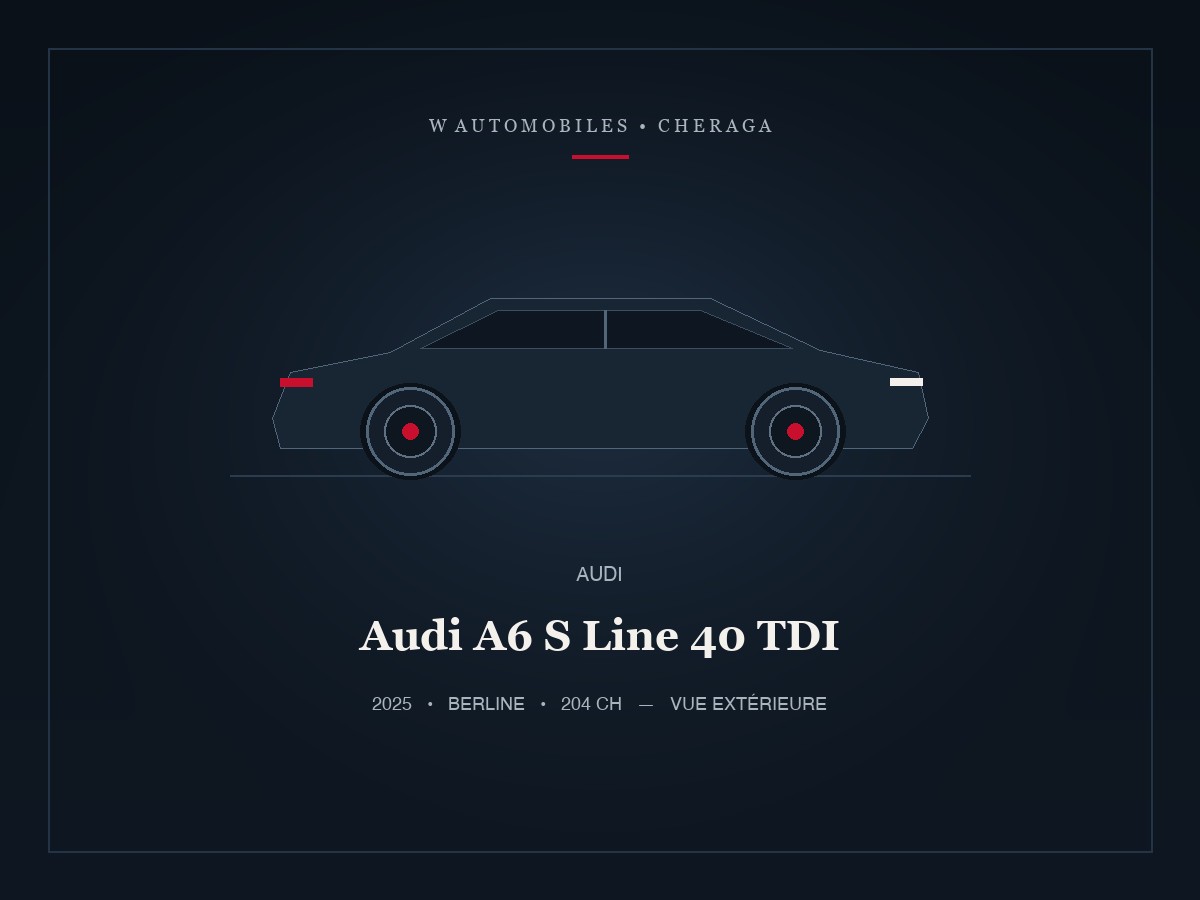 W AUTOMOBILES • CHERAGA
AUDI
Audi A6 S Line 40 TDI
2025 • BERLINE • 204 CH — VUE EXTÉRIEURE